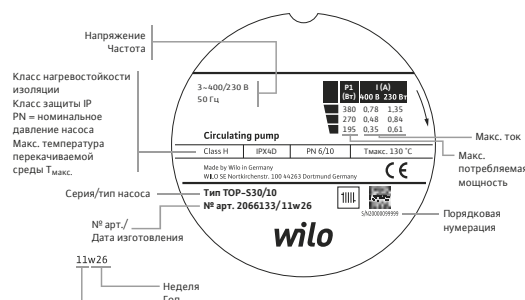 Напряжение
Частота
Класс нагревостойкости
изоляции
Класс защиты IP
PN = номинальное
давление насоса
Макс. температура
перекачиваемой
среды Tмакс.
Серия/тип насоса
№ арт./
Дата изготовления
11w26
Неделя
Год
3~400/230 В
50 Гц
P1 I (A)
(Вт) 400 В 230 Вт
380 0,78 1,35
270 0,48 0,84
195 0,35 0,61
Circulating pump
Class H IPX4D PN 6/10 Tмакс. 130 °C
Made by Wilo in Germany
WILO SE Nortkirchenstr. 100 44263 Dortmund Germany
CE
Тип TOP-S30/10
№ арт. 2066133/11w26
S/N20000099999
wilo
Макс. ток
Макс.
потребляемая
мощность
Порядковая
нумерация